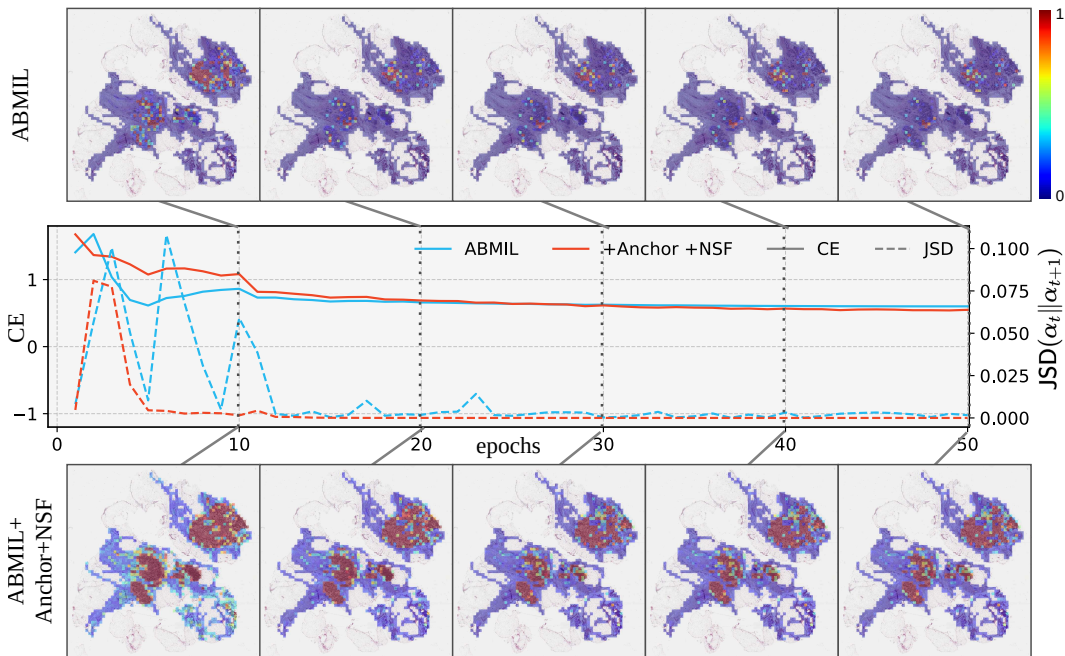 ABMIL
1
0
ABMIL
+Anchor +NSF
CE
JSD
CE
1
0
−1
0.100
0.075
0.050
0.025
0.000
JSD(α_t||α_{t+1})
0
10
20
30
40
50
epochs
ABMIL+
Anchor+NSF